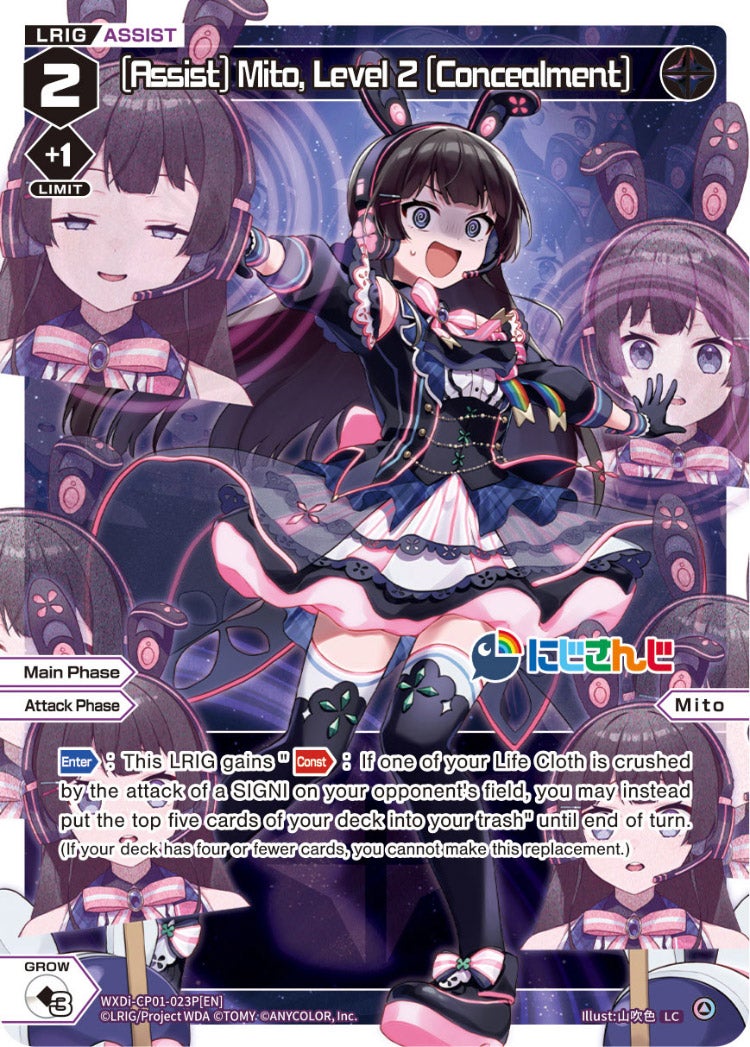 LRIG ASSIST
2
[Assist] Mito, Level 2 [Concealment]
+1
LIMIT
にじさんじ
Main Phase
Attack Phase
Mito
Enter : This LRIG gains " Const : If one of your Life Cloth is crushed
by the attack of a SIGNI on your opponent's field, you may instead
put the top five cards of your deck into your trash" until end of turn.
(If your deck has four or fewer cards, you cannot make this replacement.)
GROW
3
WXDi-CP01-023P[EN]
©LRIG/Project WDA ©TOMY. ©ANYCOLOR, Inc.
Illust:山吹色 LC